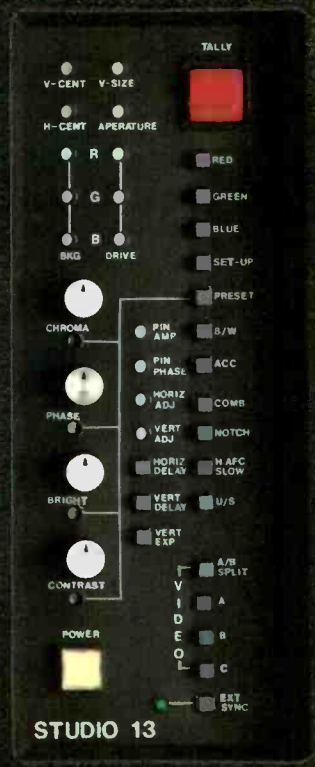 TALLY
V-CENT V-SIZE
H-CENT APERATURE
R
G
B
BKG DRIVE
RED
GREEN
BLUE
SET-UP
PRESET
CHROMA
PHASE
BRIGHT
CONTRAST
PIN AMP
PIN PHASE
HORIZ ADJ
VERT ADJ
HORIZ DELAY
VERT DELAY
VERT EXP
B/W
ACC
COMB
NOTCH
H AFC SLOW
U/S
VIDEO
A/B SPLIT
A
B
C
EXT SYNC
POWER
STUDIO 13